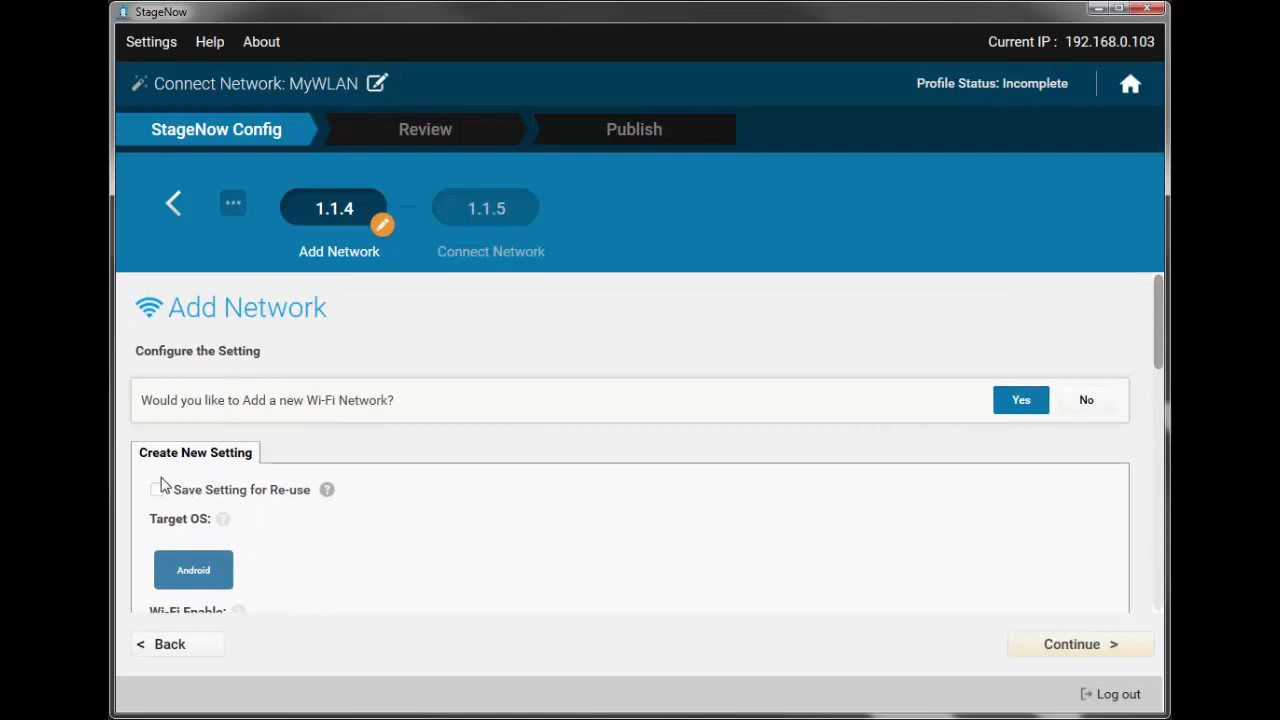 StageNow
Settings Help About Current IP : 192.168.0.103
Connect Network: MyWLAN Profile Status: Incomplete
StageNow Config Review Publish
1.1.4 1.1.5
Add Network Connect Network
Add Network
Configure the Setting
Would you like to Add a new Wi-Fi Network? Yes No
Create New Setting
Save Setting for Re-use ?
Target OS: ?
Android
Wi-Fi Enable:
< Back Continue >
Log out